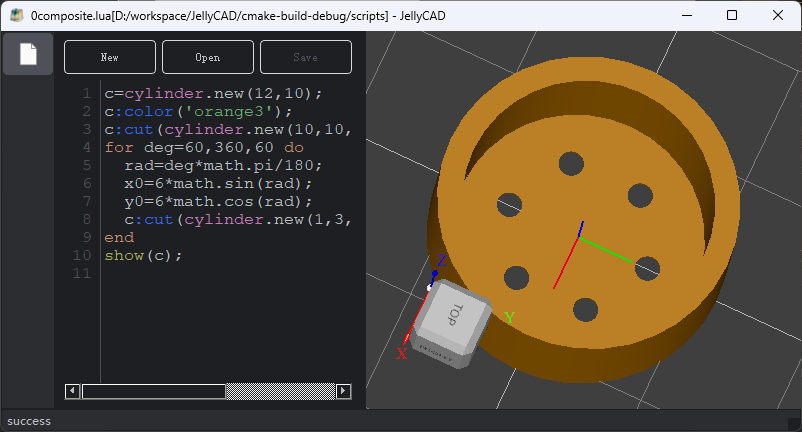 0composite.lua[D:/workspace/JellyCAD/cmake-build-debug/scripts] - JellyCAD
New Open Save
1 c=cylinder.new(12,10);
2 c:color('orange3');
3 c:cut(cylinder.new(10,10,
4 for deg=60,360,60 do
5 rad=deg*math.pi/180;
6 x0=6*math.sin(rad);
7 y0=6*math.cos(rad);
8 c:cut(cylinder.new(1,3,
9 end
10 show(c);
11
Z
TOP
Y
X
success